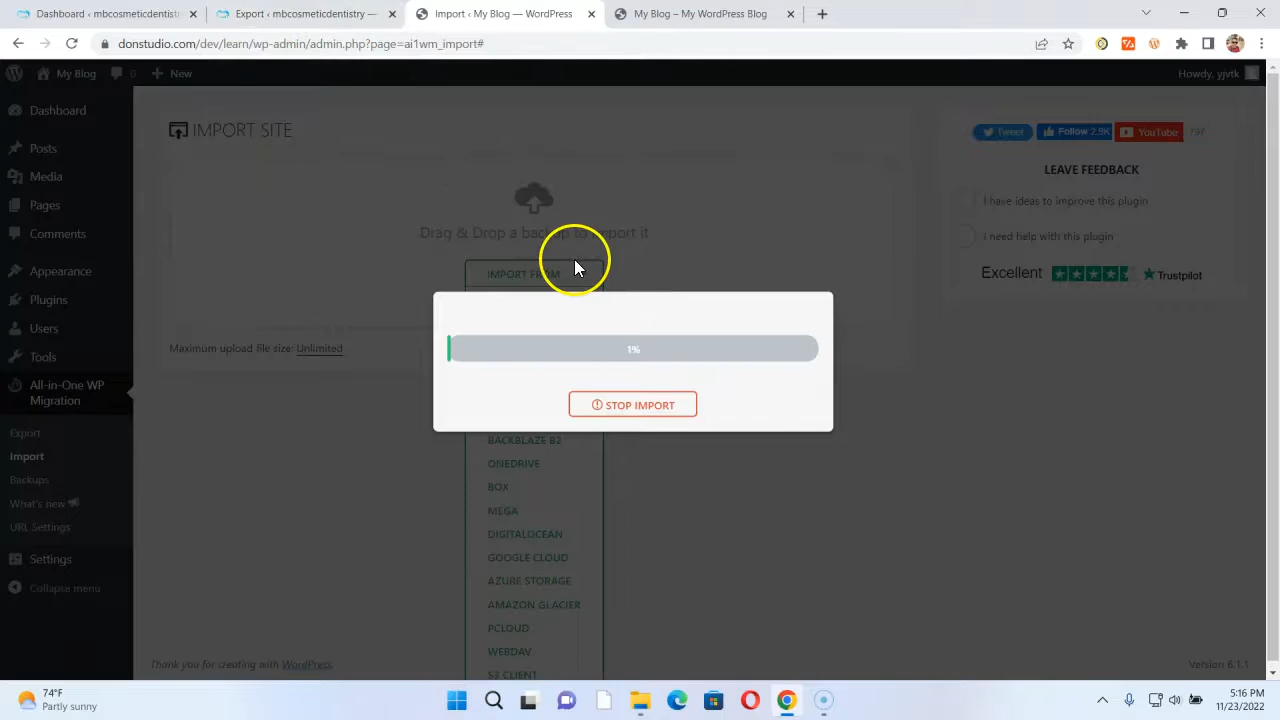 Dashboard ‹ mbcosmeticdentistr
Export ‹ mbcosmeticdentistry —
Import ‹ My Blog — WordPress
My Blog – My WordPress Blog
donstudio.com/dev/learn/wp-admin/admin.php?page=ai1wm_import#
My Blog
0
New
Howdy, yjvtk
Dashboard
Posts
Media
Pages
Comments
Appearance
Plugins
Users
Tools
All-in-One WP
Migration
Export
Import
Backups
What's new
URL Settings
Settings
Collapse menu
IMPORT SITE
Drag & Drop a backup to import it
IMPORT FROM
1%
STOP IMPORT
BACKBLAZE B2
ONEDRIVE
BOX
MEGA
DIGITALOCEAN
GOOGLE CLOUD
AZURE STORAGE
AMAZON GLACIER
PCLOUD
WEBDAV
S3 CLIENT
Maximum upload file size: Unlimited
Tweet
Follow 2.9K
YouTube
797
LEAVE FEEDBACK
I have ideas to improve this plugin
I need help with this plugin
Excellent
Trustpilot
Thank you for creating with WordPress.
Version 6.1.1
74°F
Partly sunny
5:16 PM
11/23/2022